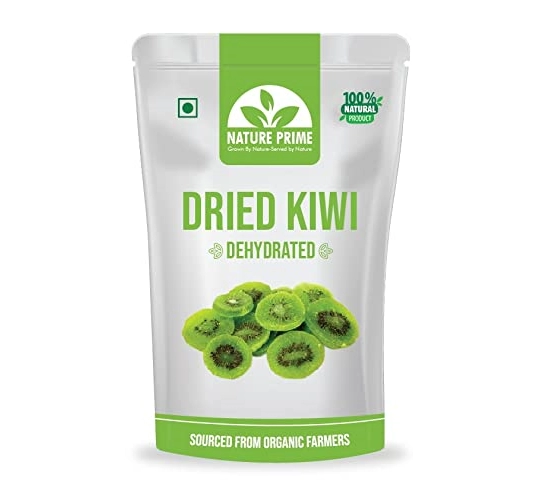 100%
NATURAL
PRODUCT
NATURE PRIME
Grown By Nature-Served by Nature
DRIED KIWI
DEHYDRATED
SOURCED FROM ORGANIC FARMERS